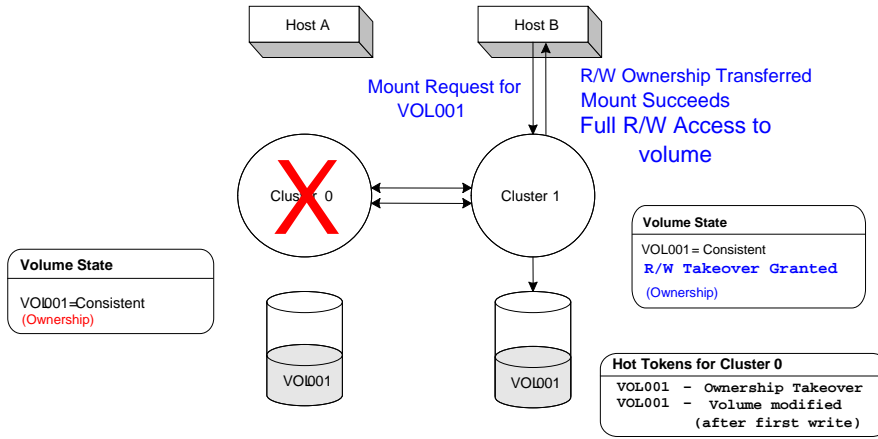 Host A
Host B
Mount Request for
VOL001
R/W Ownership Transferred
Mount Succeeds
Full R/W Access to
volume
Cluster 0
X
Cluster 1
Volume State
VOL001=Consistent
(Ownership)
Volume State
VOL001 = Consistent
R/W Takeover Granted
(Ownership)
VOL001
VOL001
Hot Tokens for Cluster 0
VOL001 – Ownership Takeover
VOL001 – Volume modified
(after first write)